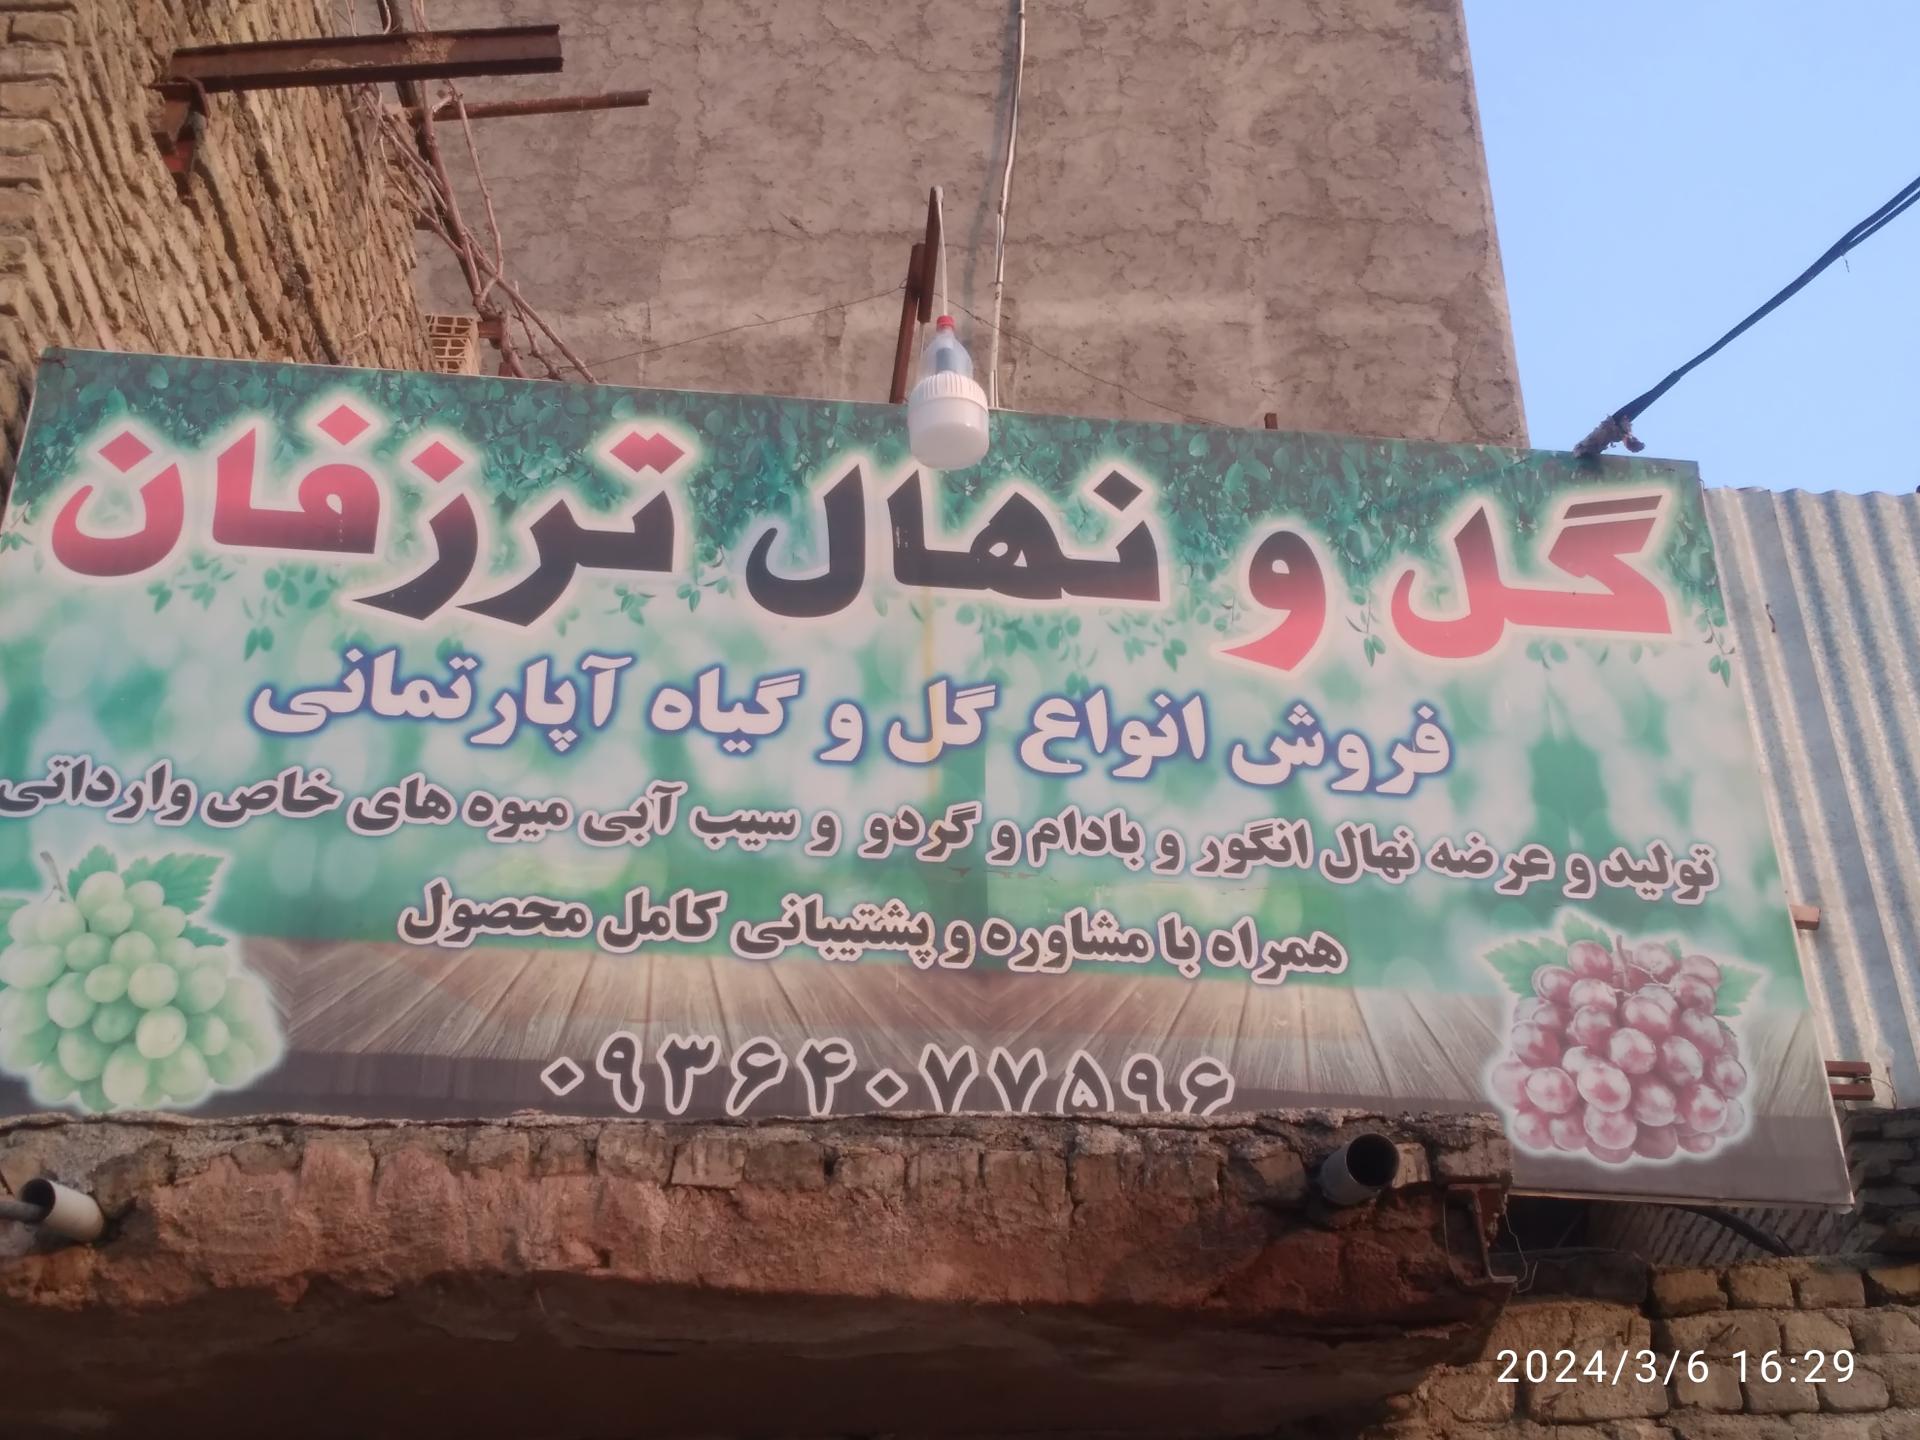 گل و نهال ترزفان
فروش انواع گل و گیاه آپارتمانی
تولید و عرضه نهال انگور و بادام و گردو و سیب آبی میوه های خاص وارداتی
همراه با مشاوره و پشتیبانی کامل محصول
۰۹۳۶۴۰۷۷۵۹۶
2024/3/6 16:29